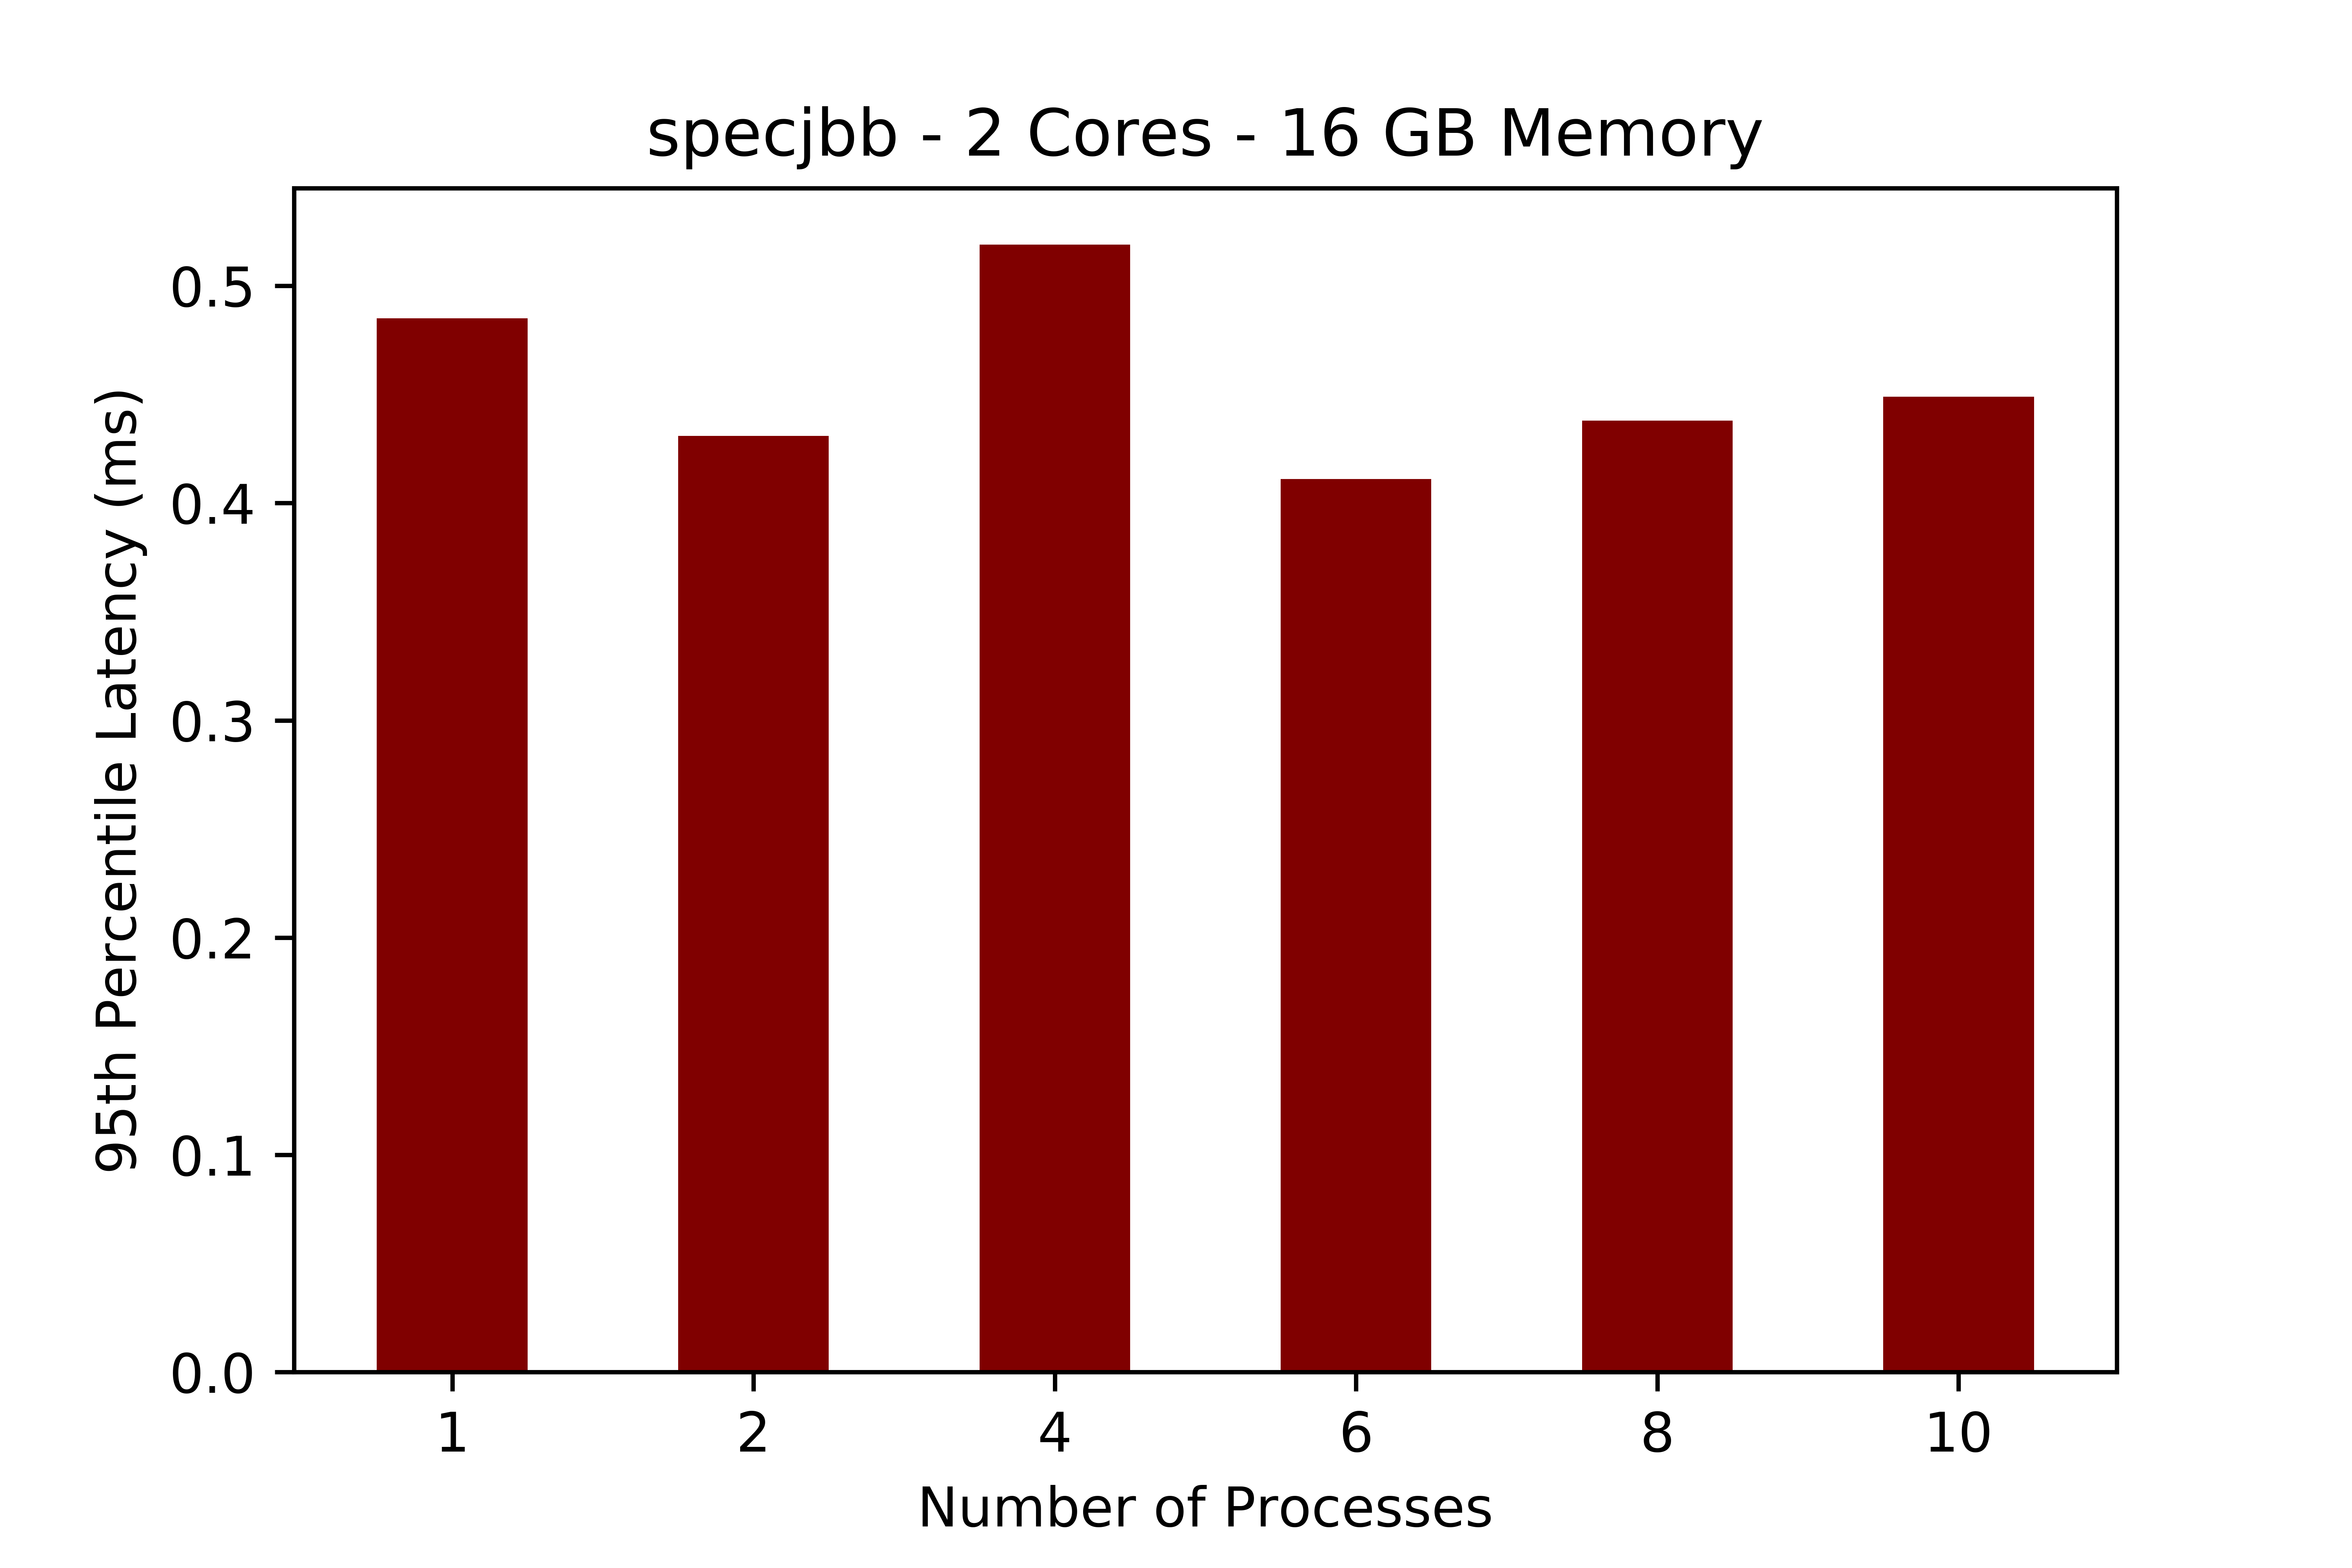 specjbb - 2 Cores - 16 GB Memory
95th Percentile Latency (ms)
0.5
0.4
0.3
0.2
0.1
0.0
1 2 4 6 8 10
Number of Processes